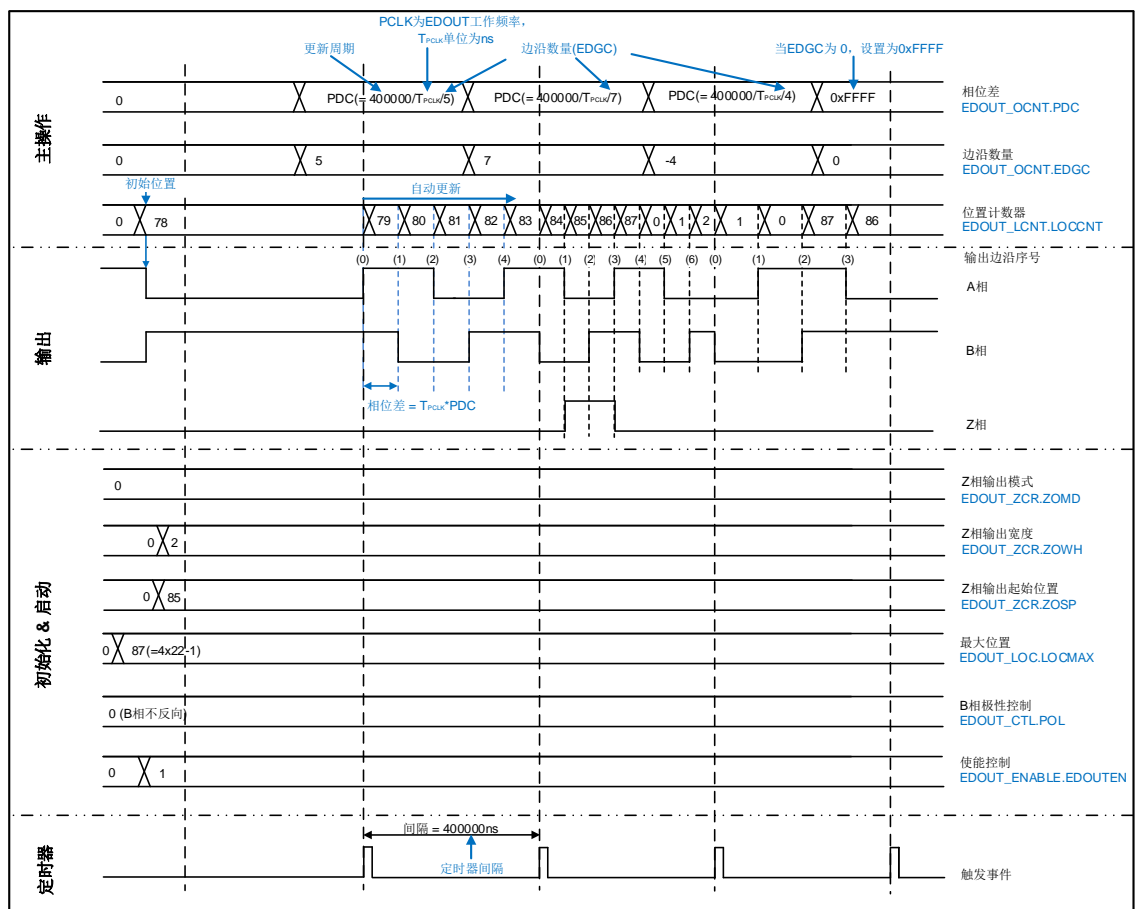 PCLK为EDOUT工作频率，
TPCLK单位为ns
更新周期
边沿数量(EDGC)
当EDGC为 0，设置为0xFFFF
主操作
0
PDC(= 400000/TPCLK/5)
PDC(= 400000/TPCLK/7)
PDC(= 400000/TPCLK/4)
0xFFFF
相位差
EDOUT_OCNT.PDC
0
5
7
-4
0
边沿数量
EDOUT_OCNT.EDGC
初始位置
自动更新
0
78
79
80
81
82
83
84
85
86
87
0
1
2
1
0
87
86
位置计数器
EDOUT_LCNT.LOCCNT
输出
(0)
(1)
(2)
(3)
(4)
(0)
(1)
(2)
(3)
(4)
(5)
(6)
(0)
(1)
(2)
(3)
输出边沿序号
A相
B相
相位差 = TPCLK*PDC
Z相
初始化 & 启动
0
Z相输出模式
EDOUT_ZCR.ZOMD
0
2
Z相输出宽度
EDOUT_ZCR.ZOWH
0
85
Z相输出起始位置
EDOUT_ZCR.ZOSP
0
87(=4x22-1)
最大位置
EDOUT_LOC.LOCMAX
0 (B相不反向)
B相极性控制
EDOUT_CTL.POL
0
1
使能控制
EDOUT_ENABLE.EDOUTEN
定时器
间隔 = 400000ns
定时器间隔
触发事件